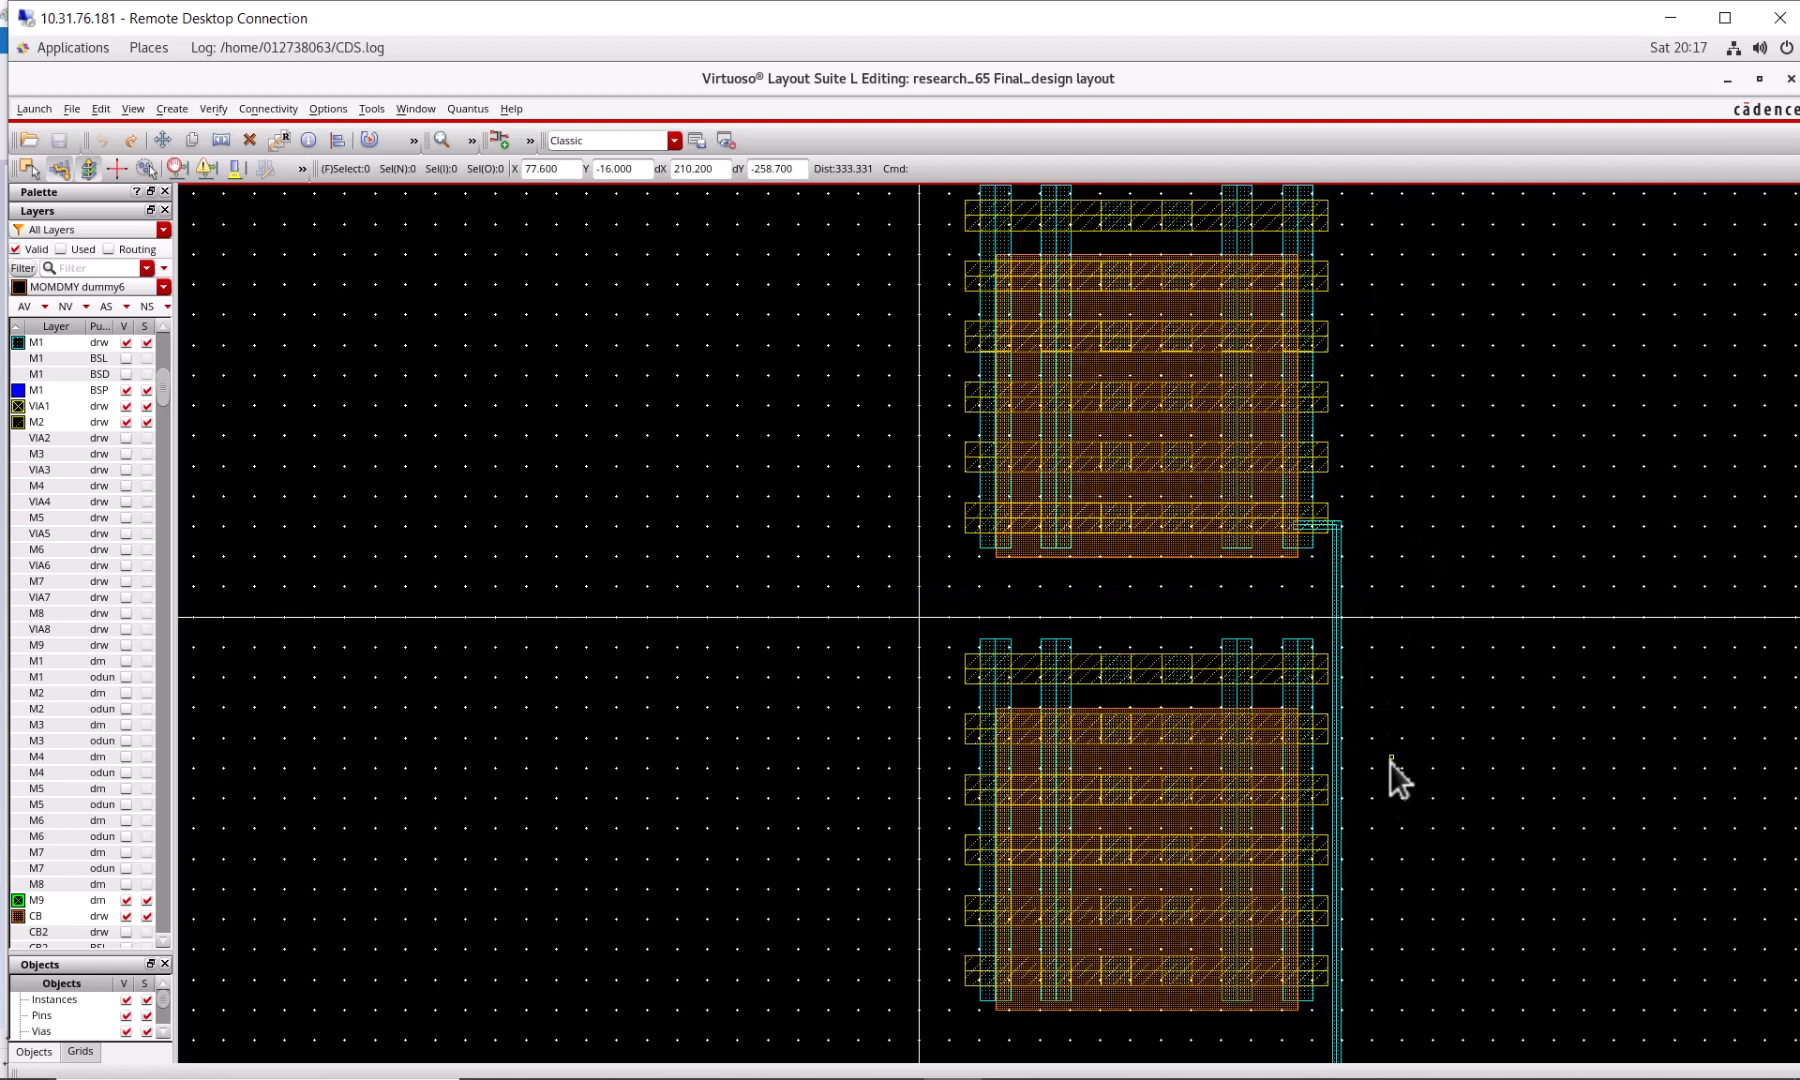 10.31.76.181 - Remote Desktop Connection
Applications Places Log: /home/012738063/CDS.log Sat 20:17
Virtuoso® Layout Suite L Editing: research_65 Final_design layout
Launch File Edit View Create Verify Connectivity Options Tools Window Quantus Help cādence
R » » » Classic
» (F)Select:0 Sel(N):0 Sel(I):0 Sel(O):0 X 77.600 Y -16.000 dX 210.200 dY -258.700 Dist:333.331 Cmd:
Palette ?
Layers
All Layers
Valid Used Routing
Filter Filter
MOMDMY dummy6
AV NV AS NS
Layer Pu... V S
M1 drw
M1 BSL
M1 BSD
M1 BSP
VIA1 drw
M2 drw
VIA2 drw
M3 drw
VIA3 drw
M4 drw
VIA4 drw
M5 drw
VIA5 drw
M6 drw
VIA6 drw
M7 drw
VIA7 drw
M8 drw
VIA8 drw
M9 drw
M1 dm
M1 odun
M2 dm
M2 odun
M3 dm
M3 odun
M4 dm
M4 odun
M5 dm
M5 odun
M6 dm
M6 odun
M7 dm
M7 odun
M8 dm
M9 dm
CB drw
CB2 drw
Objects
Objects V S
Instances
Pins
Vias
Objects Grids